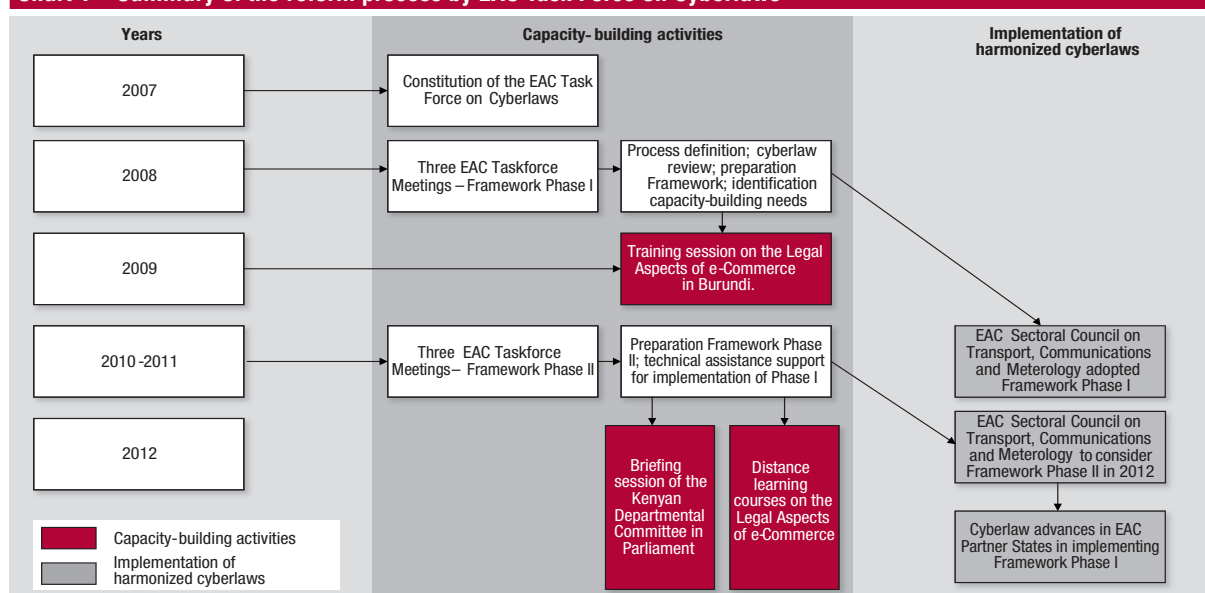 Years
Capacity- building activities
Implementation of
harmonized cyberlaws
2007
Constitution of the EAC Task
Force on Cyberlaws
2008
Three EAC Taskforce
Meetings – Framework Phase I
Process definition; cyberlaw
review; preparation
Framework; identification
capacity-building needs
2009
Training session on the Legal
Aspects of e-Commerce
in Burundi.
2010 -2011
Three EAC Taskforce
Meetings– Framework Phase II
Preparation Framework Phase
II; technical assistance support
for implementation of Phase I
EAC Sectoral Council on
Transport, Communications
and Meterology adopted
Framework Phase I
2012
Briefing
session of the
Kenyan
Departmental
Committee in
Parliament
Distance
learning
courses on the
Legal Aspects
of e-Commerce
EAC Sectoral Council on
Transport, Communications
and Meterology to consider
Framework Phase II in 2012
Cyberlaw advances in EAC
Partner States in implementing
Framework Phase I
Capacity-building activities
Implementation of
harmonized cyberlaws